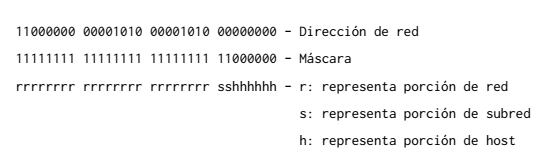 11000000 00001010 00001010 00000000 - Dirección de red
11111111 11111111 11111111 11000000 - Máscara
rrrrrrrr rrrrrrrr rrrrrrrr sshhhhhh - r: representa porción de red
s: representa porción de subred
h: representa porción de host